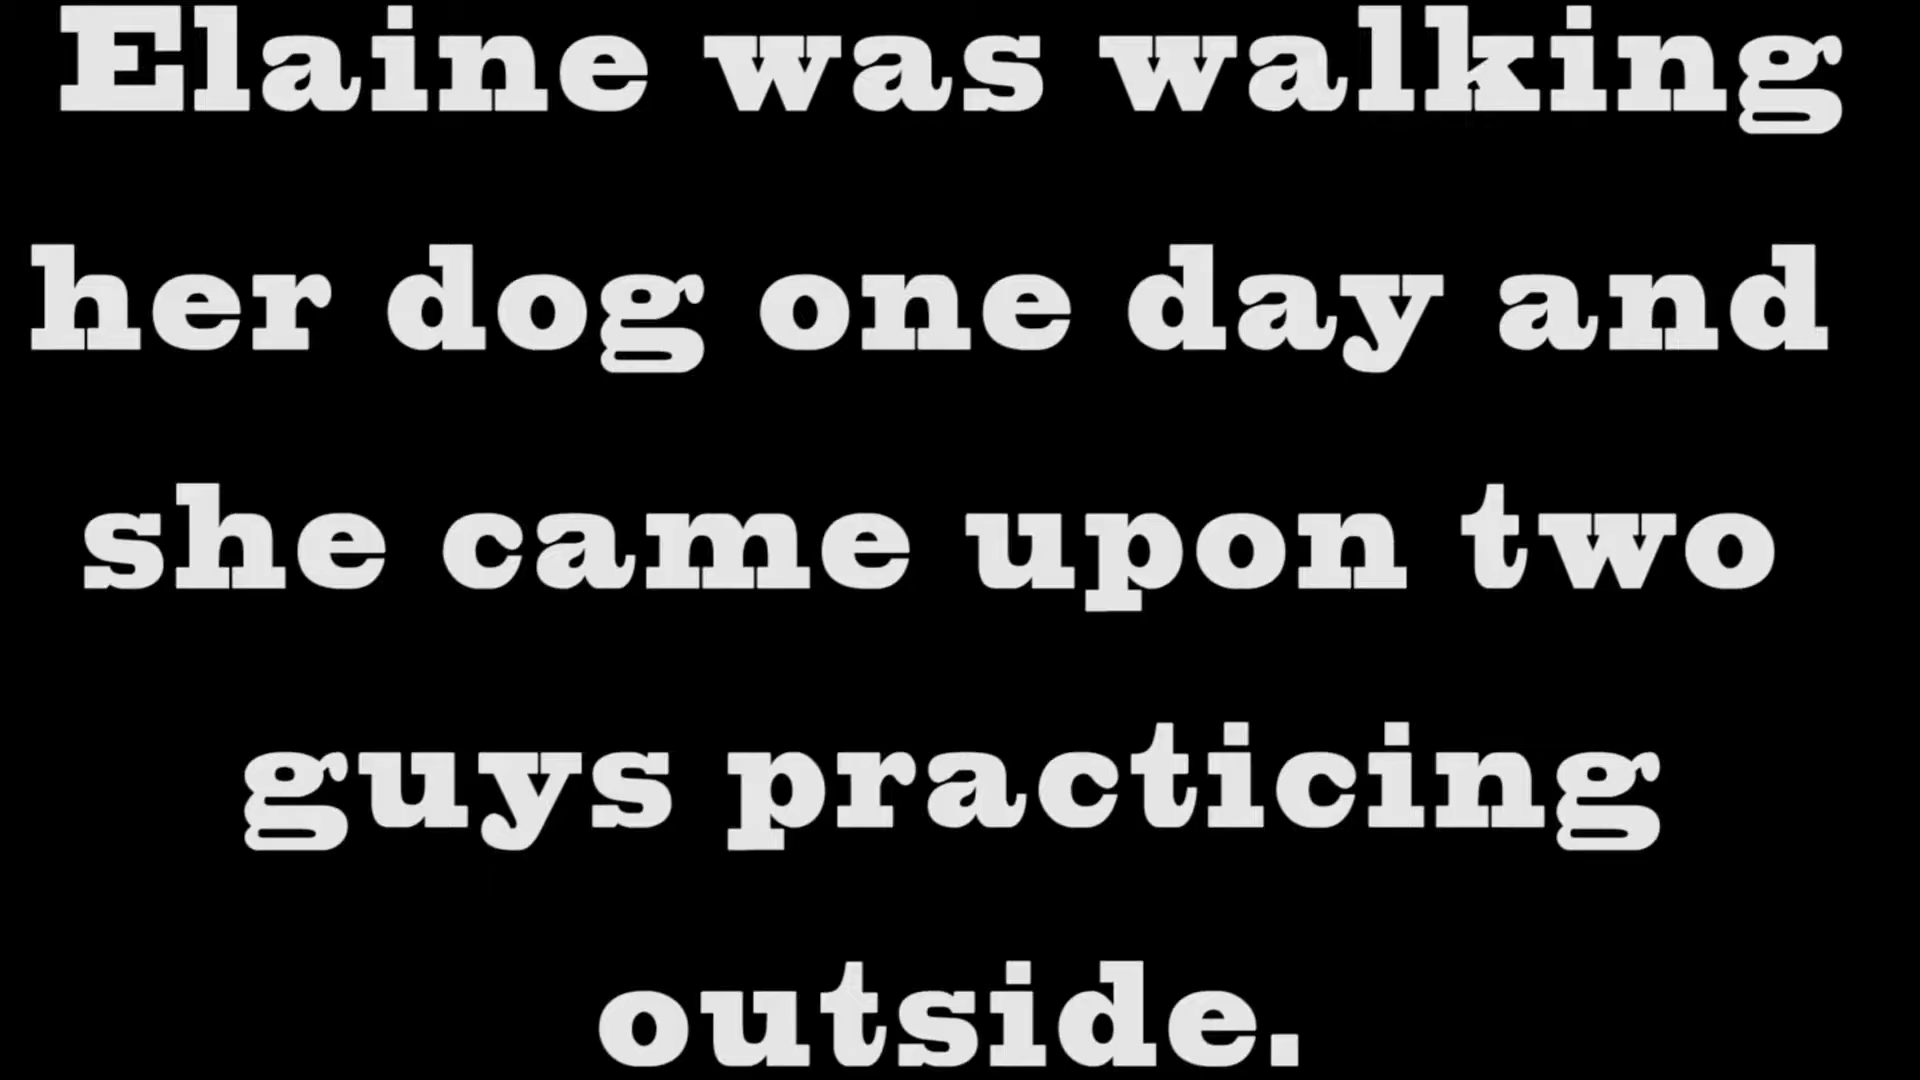 Elaine was walking
her dog one day and
she came upon two
guys practicing
outside.